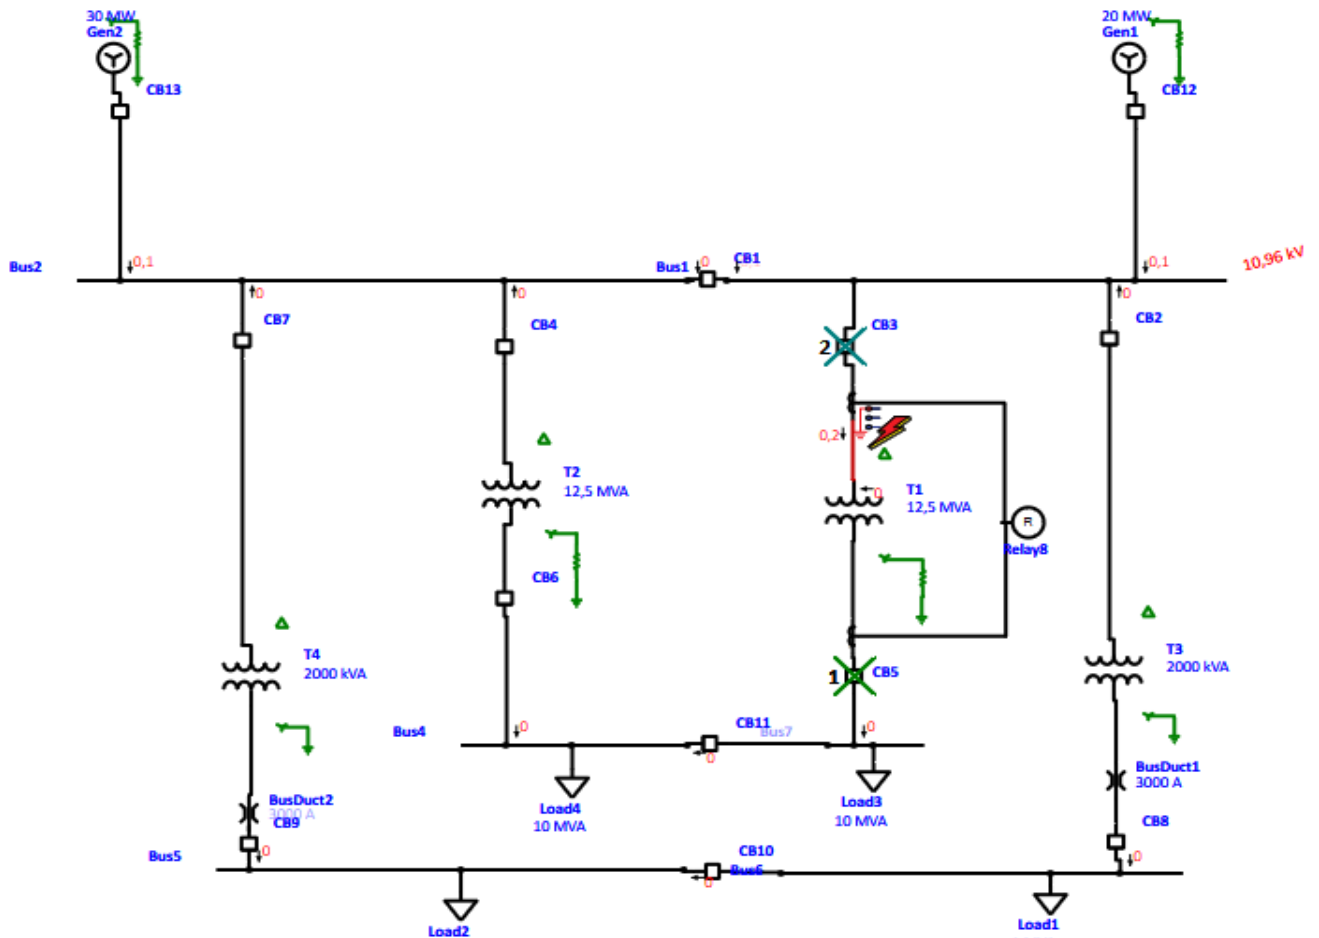 30 MW
Gen2
CB13
20 MW
Gen1
CB12
Bus2
0,1
0
0
Bus1
0
CB1
0,1
0
10,96 kV
CB7
CB4
2
CB3
CB2
0,2
T2
12,5 MVA
0
T1
12,5 MVA
R
Relay8
CB6
T4
2000 kVA
T3
2000 kVA
1
CB5
Bus4
0
CB11
Bus7
0
0
BusDuct1
3000 A
Load4
10 MVA
Load3
10 MVA
BusDuct2
3000 A
CB9
CB8
Bus5
0
CB10
Bus6
0
0
Load2
Load1